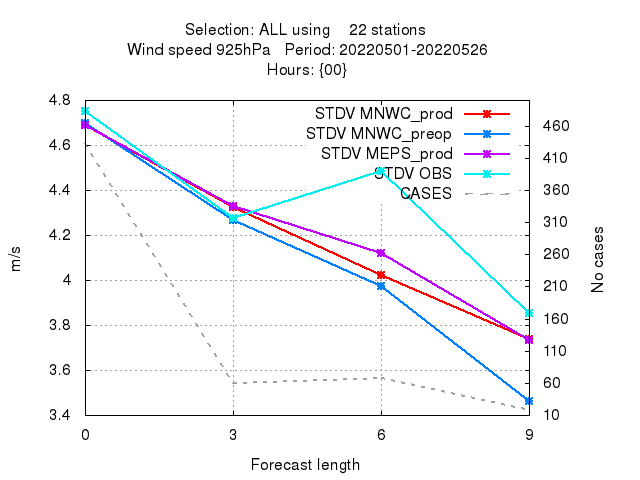 Selection: ALL using 22 stations
Wind speed 925hPa Period: 20220501-20220526
Hours: {00}
STDV MNWC_prod
STDV MNWC_preop
STDV MEPS_prod
STDV OBS
CASES
4.8
4.6
4.4
4.2
4
3.8
3.6
3.4
m/s
460
410
360
310
260
210
160
110
60
10
No cases
0 3 6 9
Forecast length